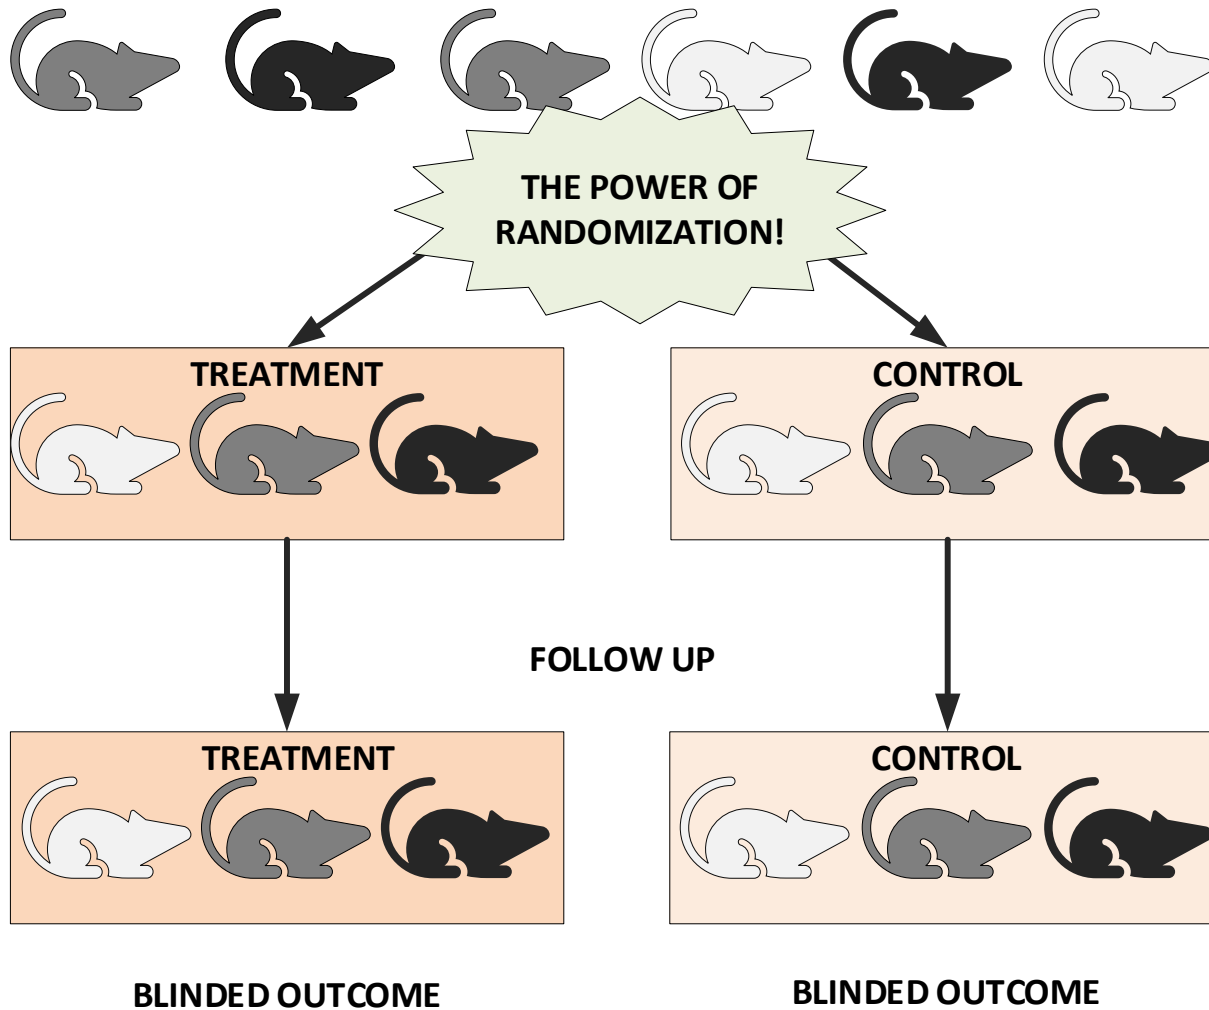 THE POWER OF
RANDOMIZATION!
TREATMENT
CONTROL
FOLLOW UP
TREATMENT
CONTROL
BLINDED OUTCOME
BLINDED OUTCOME